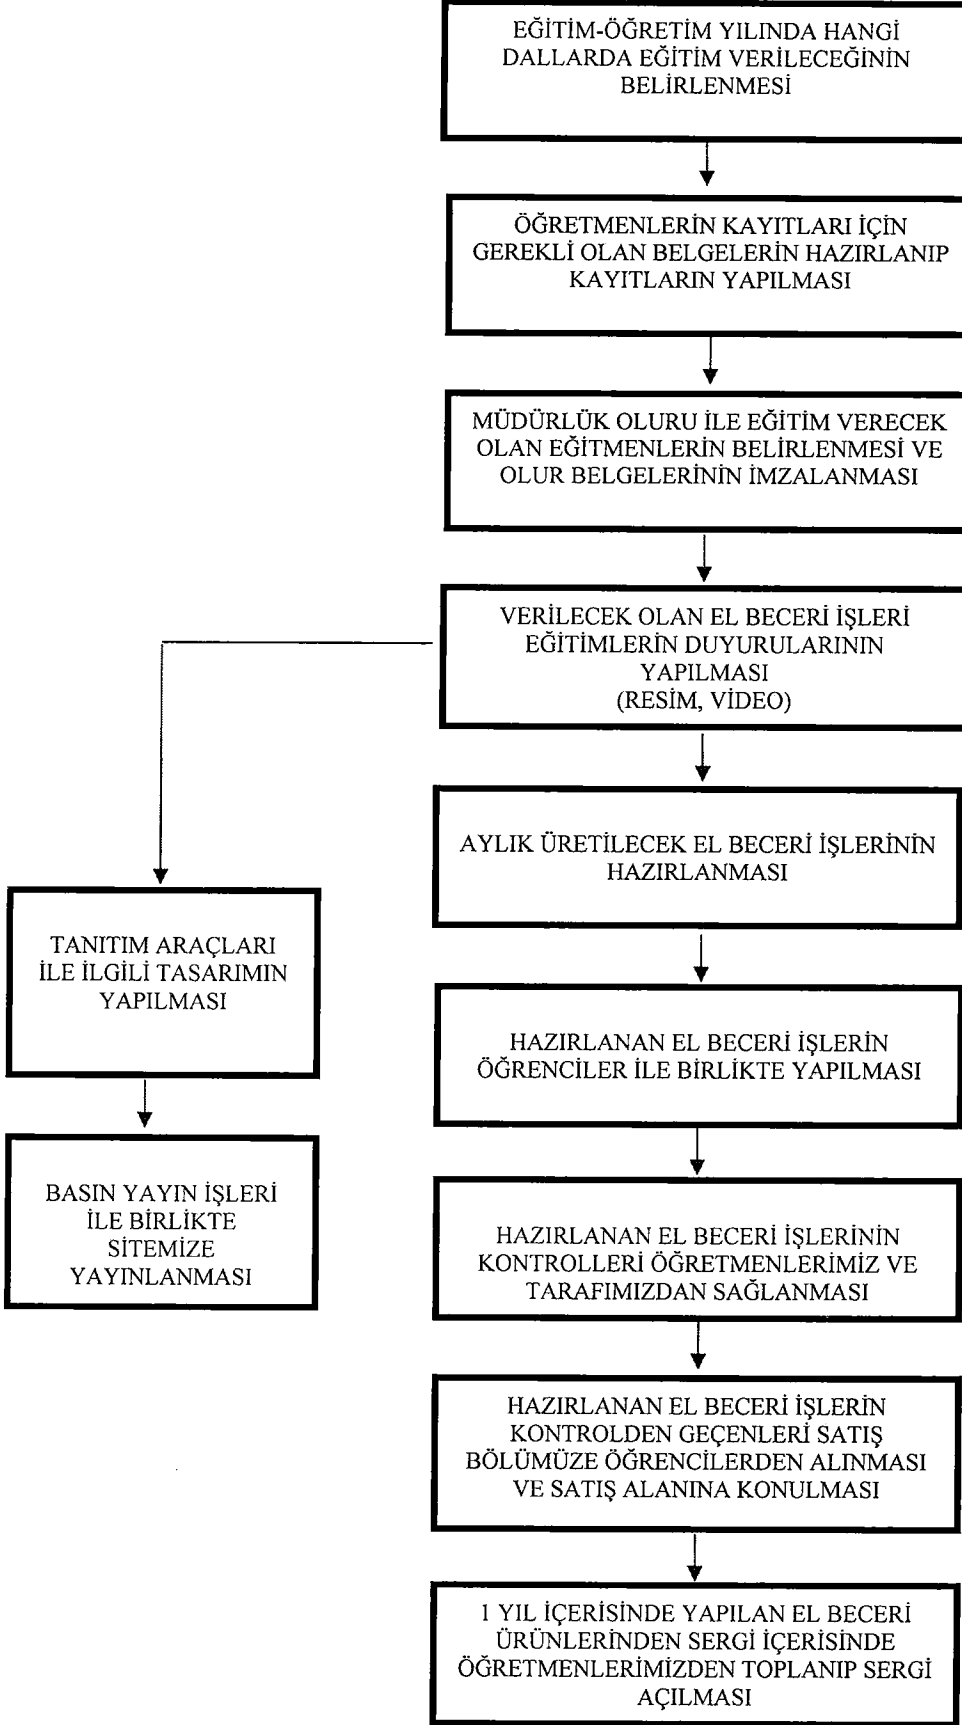 EĞİTİM-ÖĞRETİM YILINDA HANGİ
DALLARDA EĞİTİM VERİLECEĞİNİN
BELİRLENMESİ
ÖĞRETMENLERİN KAYITLARI İÇİN
GEREKLİ OLAN BELGELERİN HAZIRLANIP
KAYITLARIN YAPILMASI
MÜDÜRLÜK OLURU İLE EĞİTİM VERECEK
OLAN EĞİTMENLERİN BELİRLENMESİ VE
OLUR BELGELERİNİN İMZALANMASI
VERİLECEK OLAN EL BECERİ İŞLERİ
EĞİTİMLERİN DUYURULARININ
YAPILMASI
(RESİM, VİDEO)
AYLIK ÜRETİLECEK EL BECERİ İŞLERİNİN
HAZIRLANMASI
TANITIM ARAÇLARI
İLE İLGİLİ TASARIMIN
YAPILMASI
HAZIRLANAN EL BECERİ İŞLERİN
ÖĞRENCİLER İLE BİRLİKTE YAPILMASI
BASIN YAYIN İŞLERİ
İLE BİRLİKTE
SİTEMİZE
YAYINLANMASI
HAZIRLANAN EL BECERİ İŞLERİNİN
KONTROLLERİ ÖĞRETMENLERİMİZ VE
TARAFIMIZDAN SAĞLANMASI
HAZIRLANAN EL BECERİ İŞLERİN
KONTROLDEN GEÇENLERİ SATIŞ
BÖLÜMÜZE ÖĞRENCİLERDEN ALINMASI
VE SATIŞ ALANINA KONULMASI
1 YIL İÇERİSİNDE YAPILAN EL BECERİ
ÜRÜNLERİNDEN SERGİ İÇERİSİNDE
ÖĞRETMENLERİMİZDEN TOPLANIP SERGİ
AÇILMASI